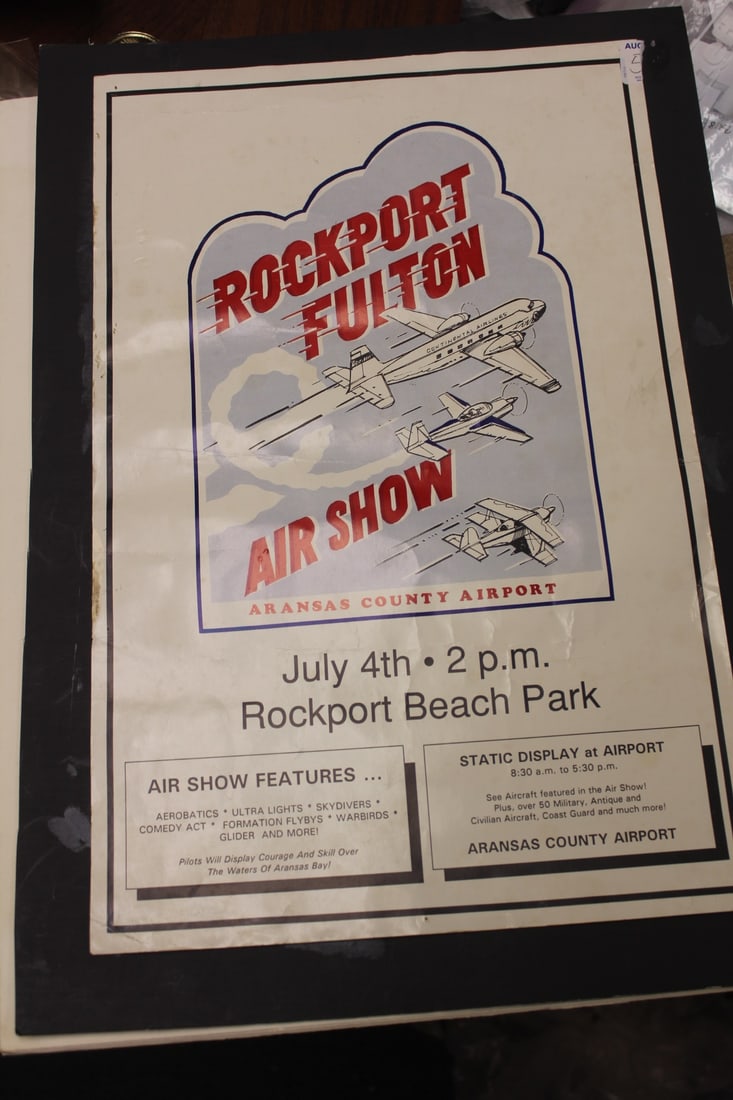 AUC
ROCKPORT
FULTON
CONTINENTAL AIRLINES
AIR SHOW
ARANSAS COUNTY AIRPORT
July 4th • 2 p.m.
Rockport Beach Park
AIR SHOW FEATURES ...
AEROBATICS * ULTRA LIGHTS * SKYDIVERS *
COMEDY ACT * FORMATION FLYBYS * WARBIRDS *
GLIDER AND MORE!
Pilots Will Display Courage And Skill Over
The Waters Of Aransas Bay!
STATIC DISPLAY at AIRPORT
8:30 a.m. to 5:30 p.m.
See Aircraft featured in the Air Show!
Plus, over 50 Military, Antique and
Civilian Aircraft, Coast Guard and much more!
ARANSAS COUNTY AIRPORT